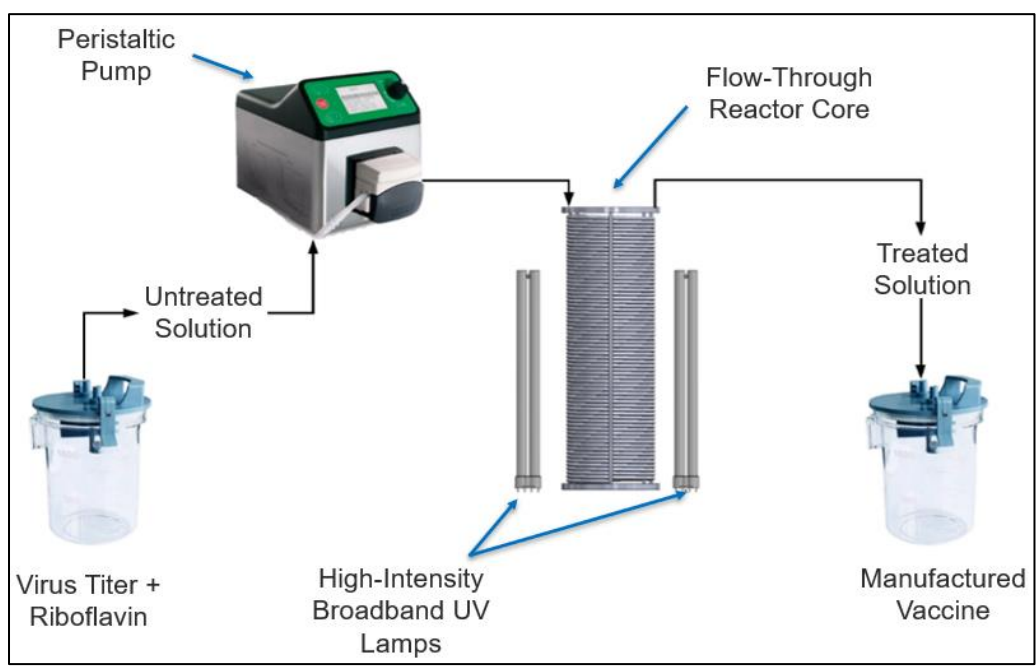 Peristaltic
Pump
Flow-Through
Reactor Core
Untreated
Solution
Treated
Solution
Virus Titer +
Riboflavin
High-Intensity
Broadband UV
Lamps
Manufactured
Vaccine